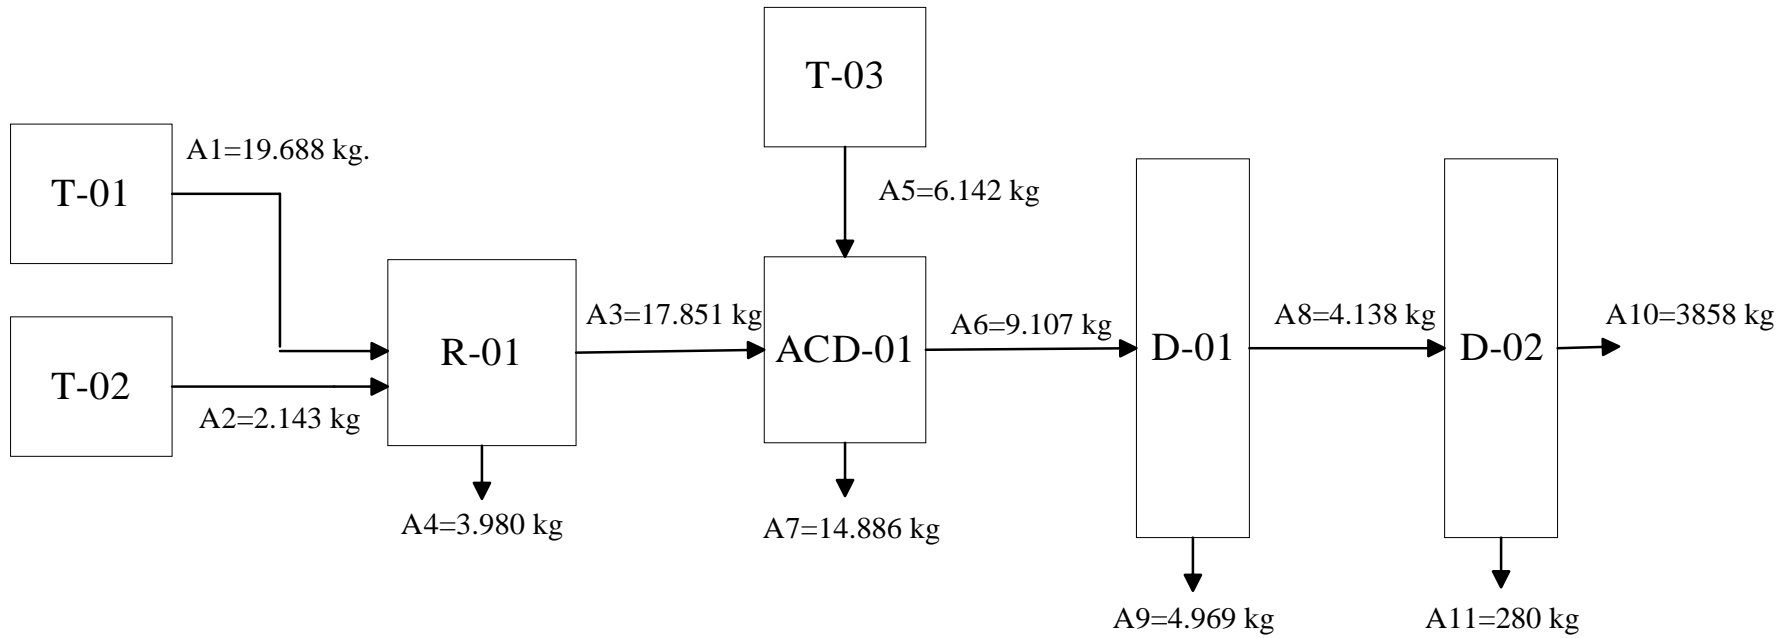 T-03
T-01
A1=19.688 kg.
A5=6.142 kg
T-02
A2=2.143 kg
R-01
A3=17.851 kg
ACD-01
A6=9.107 kg
D-01
A8=4.138 kg
D-02
A10=3858 kg
A4=3.980 kg
A7=14.886 kg
A9=4.969 kg
A11=280 kg